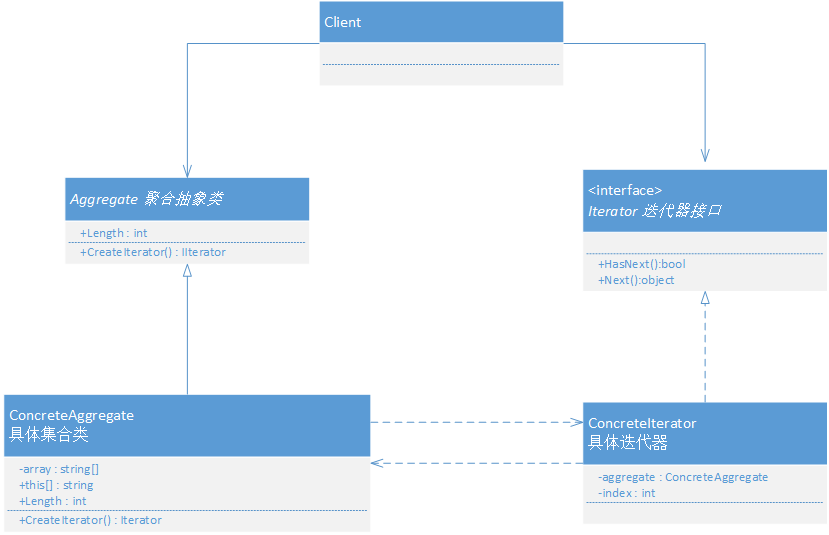 Client
Aggregate 聚合抽象类
+Length : int
+CreateIterator() : IIterator
<interface>
Iterator 迭代器接口
+HasNext():bool
+Next():object
ConcreteAggregate
具体集合类
-array : string[]
+this[] : string
+Length : int
+CreateIterator() : Iterator
ConcreteIterator
具体迭代器
-aggregate : ConcreteAggregate
-index : int